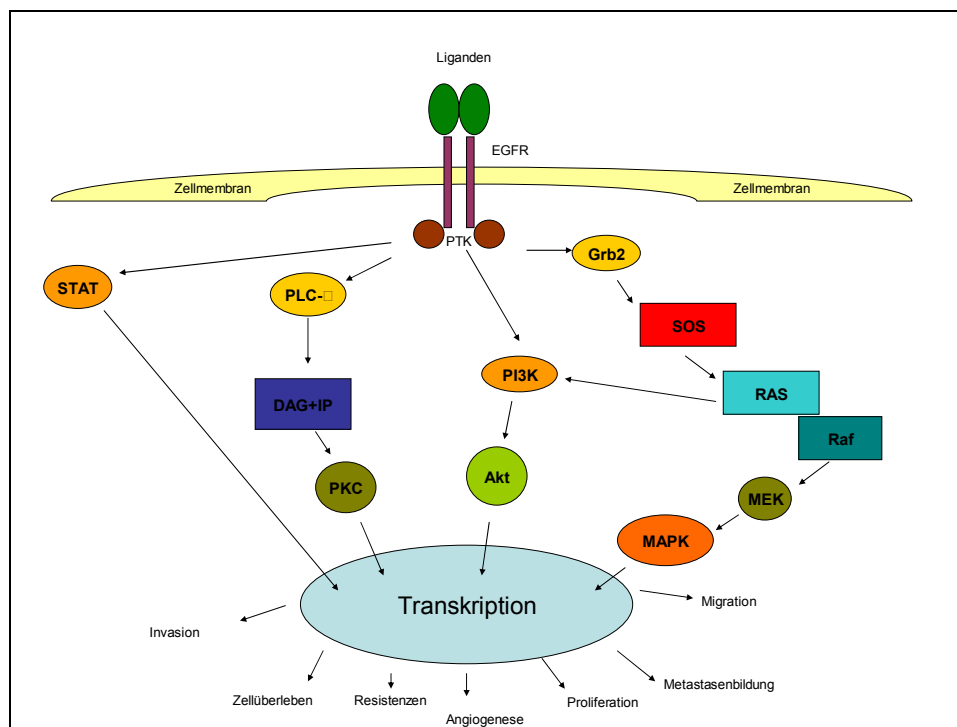 Liganden
EGFR
Zellmembran
Zellmembran
PTK
Grb2
STAT
PLC-□
SOS
PI3K
RAS
DAG+IP
Raf
Akt
PKC
MEK
MAPK
Transkription
Migration
Invasion
Metastasenbildung
Zellüberleben
Resistenzen
Proliferation
Angiogenese